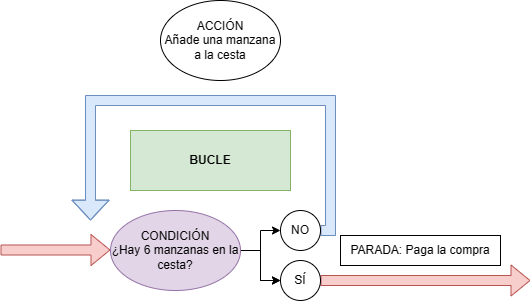 ACCIÓN
Añade una manzana
a la cesta
BUCLE
CONDICIÓN
¿Hay 6 manzanas en la
cesta?
NO
PARADA: Paga la compra
SÍ